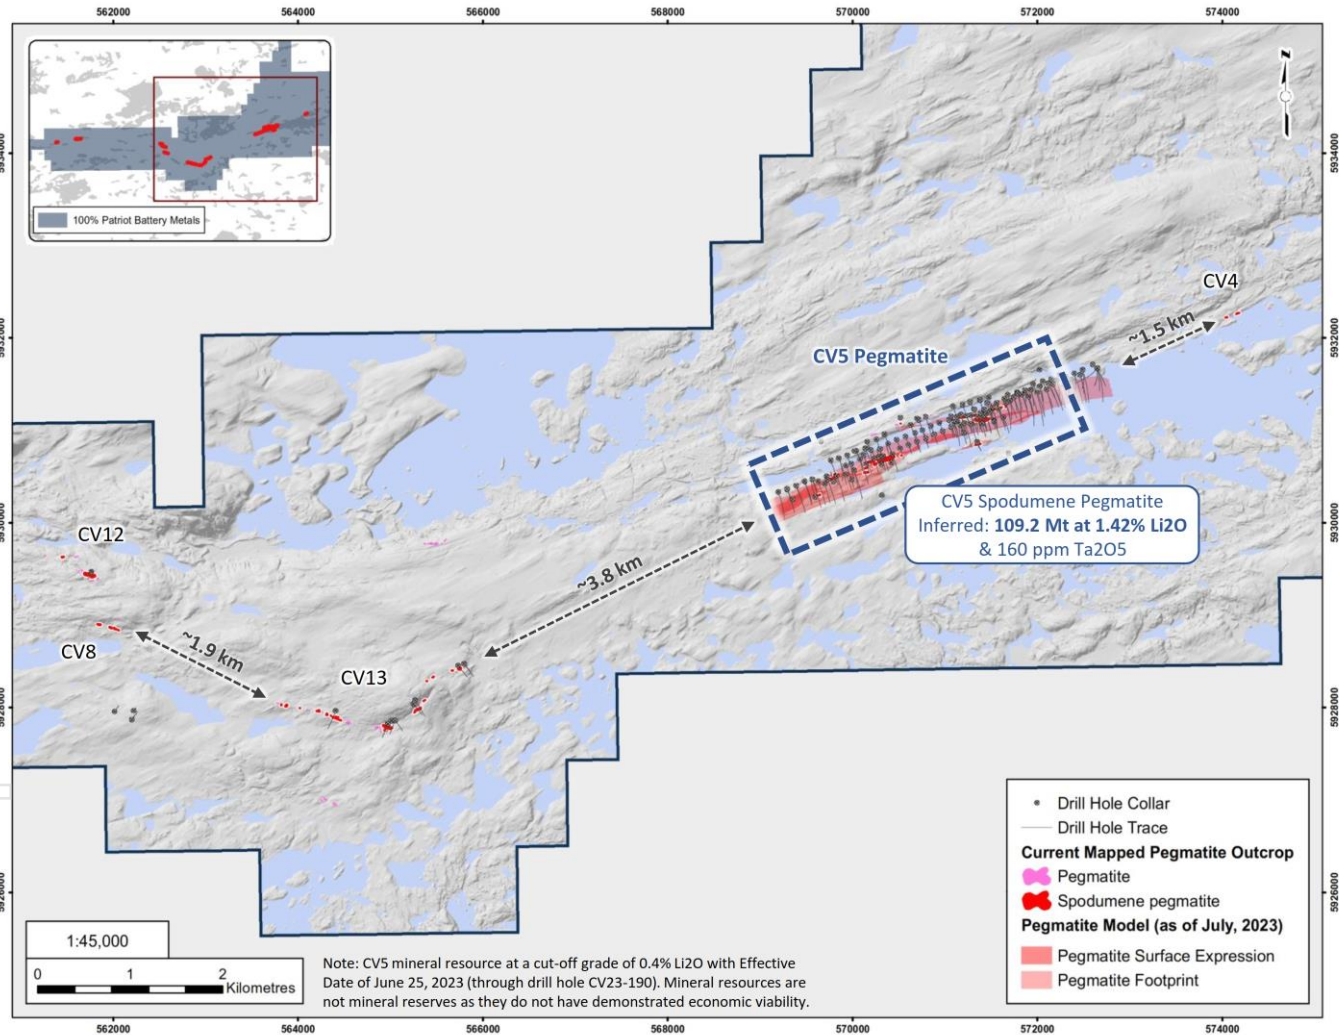 562000
564000
566000
568000
570000
572000
574000
N
100% Patriot Battery Metals
5934000
5934000
CV4
~1.5 km
5932000
5932000
CV5 Pegmatite
CV5 Spodumene Pegmatite
Inferred: 109.2 Mt at 1.42% Li2O
& 160 ppm Ta2O5
5930000
5930000
CV12
~3.8 km
CV8
~1.9 km
CV13
5928000
5928000
Drill Hole Collar
Drill Hole Trace
Current Mapped Pegmatite Outcrop
Pegmatite
Spodumene pegmatite
Pegmatite Model (as of July, 2023)
Pegmatite Surface Expression
Pegmatite Footprint
5926000
5926000
1:45,000
0 1 2
Kilometres
Note: CV5 mineral resource at a cut-off grade of 0.4% Li2O with Effective
Date of June 25, 2023 (through drill hole CV23-190). Mineral resources are
not mineral reserves as they do not have demonstrated economic viability.
562000
564000
566000
568000
570000
572000
574000